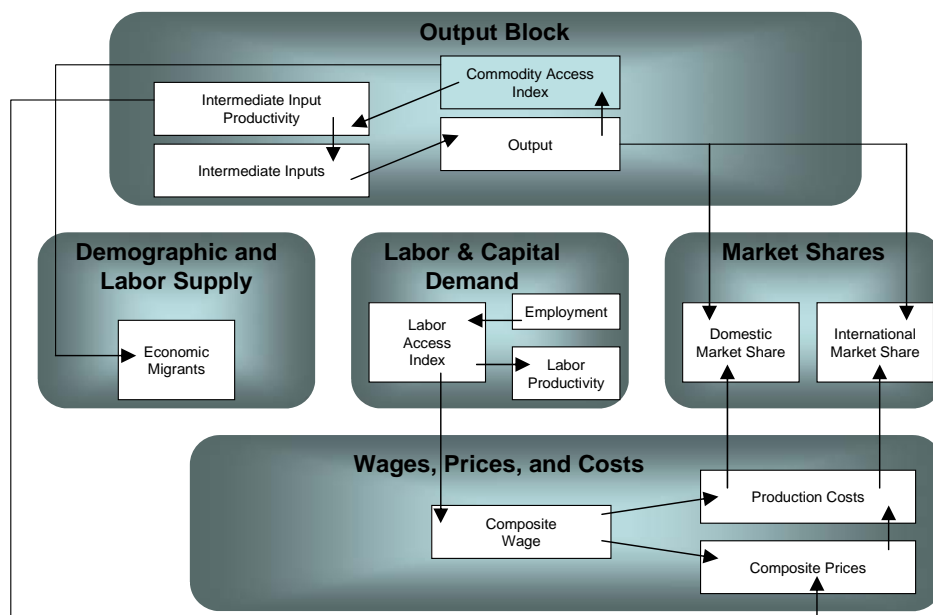 Output Block
Commodity Access
Index
Intermediate Input
Productivity
Output
Intermediate Inputs
Demographic and
Labor Supply
Economic
Migrants
Labor & Capital
Demand
Labor
Access
Index
Employment
Labor
Productivity
Market Shares
Domestic
Market Share
International
Market Share
Wages, Prices, and Costs
Composite
Wage
Production Costs
Composite Prices